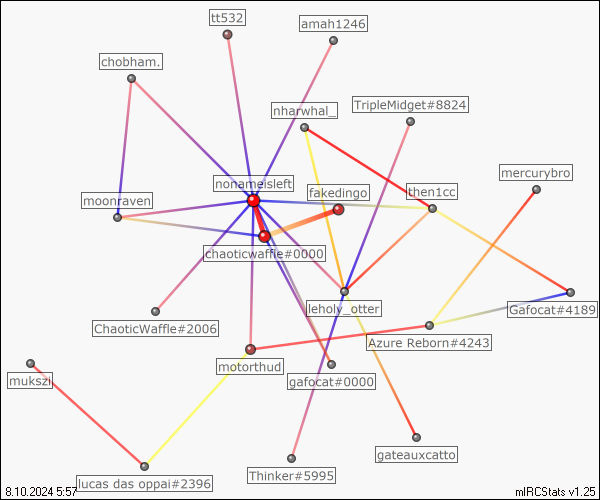 tt532
amah1246
chobham.
TripleMidget#8824
nharwhal_
mercurybro
nonameisleft
fakedingo
then1cc
moonraven
chaoticwaffle#0000
leholy_otter
Gafocat#4189
ChaoticWaffle#2006
Azure Reborn#4243
motorthud
gafocat#0000
mukszi
gateauxcatto
Thinker#5995
lucas das oppai#2396
8.10.2024 5:57
mIRCStats v1.25